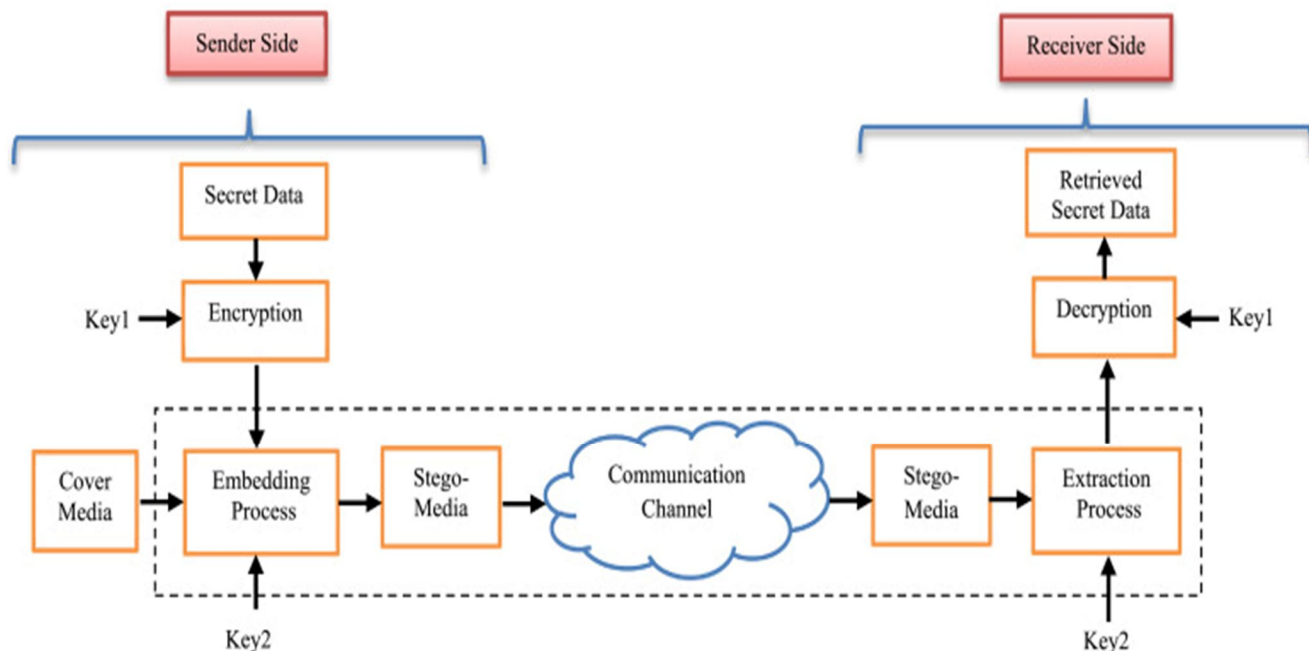 Sender Side
Receiver Side
Secret Data
Retrieved
Secret Data
Key1
Encryption
Decryption
Key1
Cover
Media
Embedding
Process
Stego-
Media
Communication
Channel
Stego-
Media
Extraction
Process
Key2
Key2